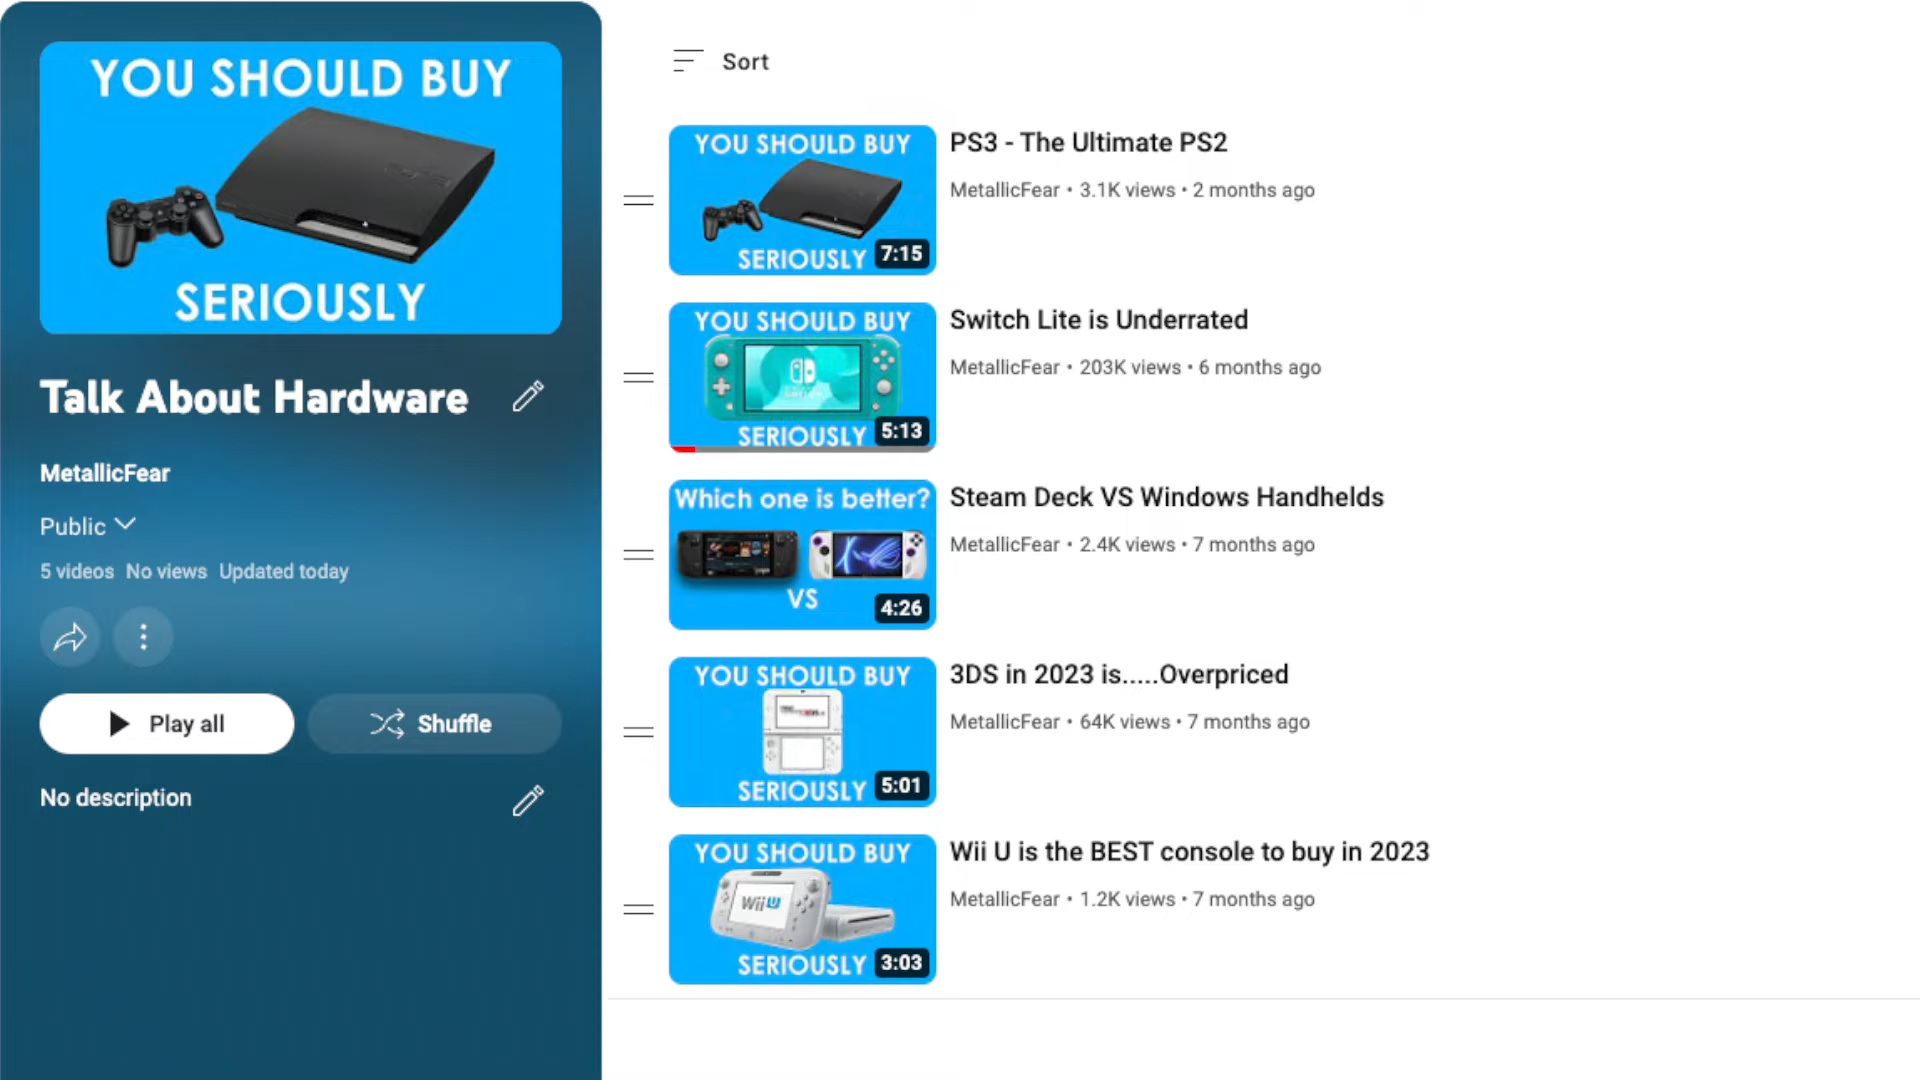 YOU SHOULD BUY
SERIOUSLY
Talk About Hardware
MetallicFear
Public
5 videos No views Updated today
Play all
Shuffle
No description
Sort
YOU SHOULD BUY
SERIOUSLY
7:15
PS3 - The Ultimate PS2
MetallicFear • 3.1K views • 2 months ago
YOU SHOULD BUY
SERIOUSLY
5:13
Switch Lite is Underrated
MetallicFear • 203K views • 6 months ago
Which one is better?
VS
4:26
Steam Deck VS Windows Handhelds
MetallicFear • 2.4K views • 7 months ago
YOU SHOULD BUY
SERIOUSLY
5:01
3DS in 2023 is.....Overpriced
MetallicFear • 64K views • 7 months ago
YOU SHOULD BUY
Wii U
SERIOUSLY
3:03
Wii U is the BEST console to buy in 2023
MetallicFear • 1.2K views • 7 months ago